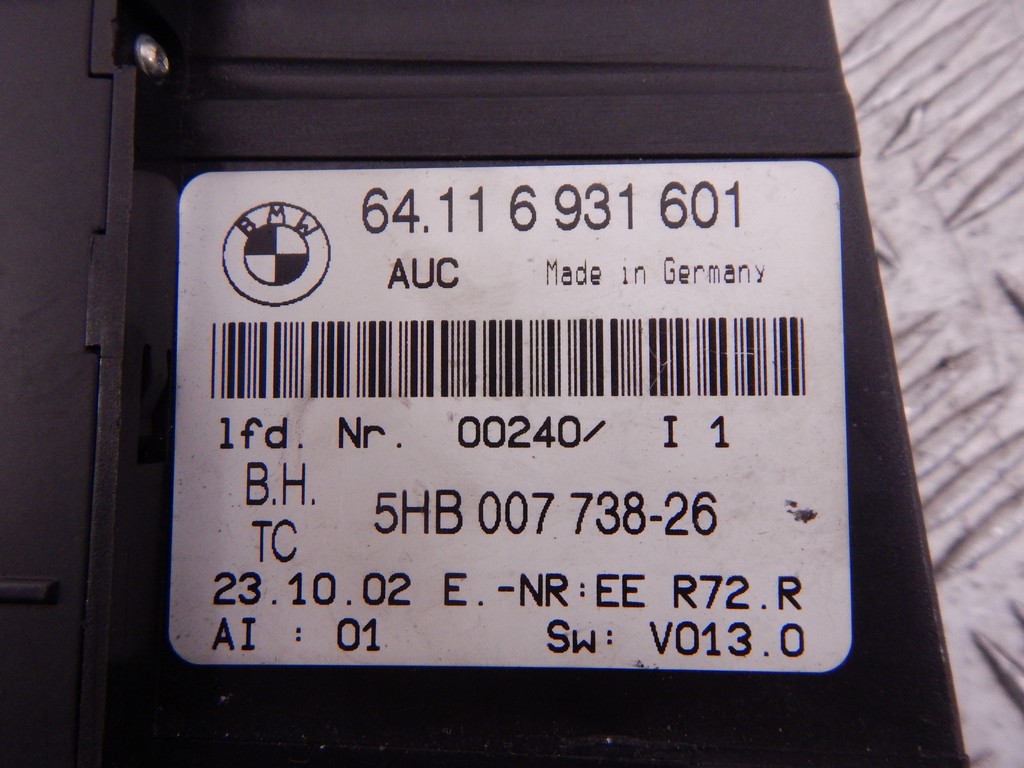 BMW
64.11 6 931 601
AUC Made in Germany
lfd. Nr. 00240/ I 1
B.H.
5HB 007 738-26
TC
23.10.02 E.-NR:EE R72.R
AI : 01 Sw: V013.0